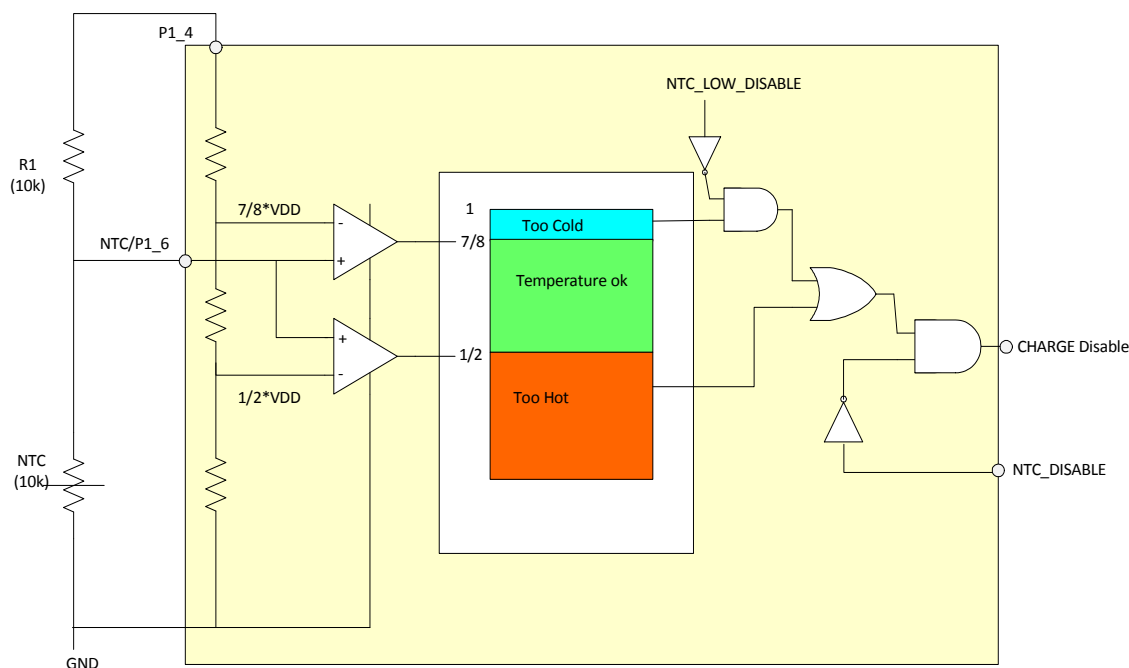 P1_4
NTC_LOW_DISABLE
R1
(10k)
7/8*VDD
-
+
1
Too Cold
7/8
NTC/P1_6
Temperature ok
+
-
1/2
1/2*VDD
Too Hot
CHARGE Disable
NTC
(10k)
NTC_DISABLE
GND